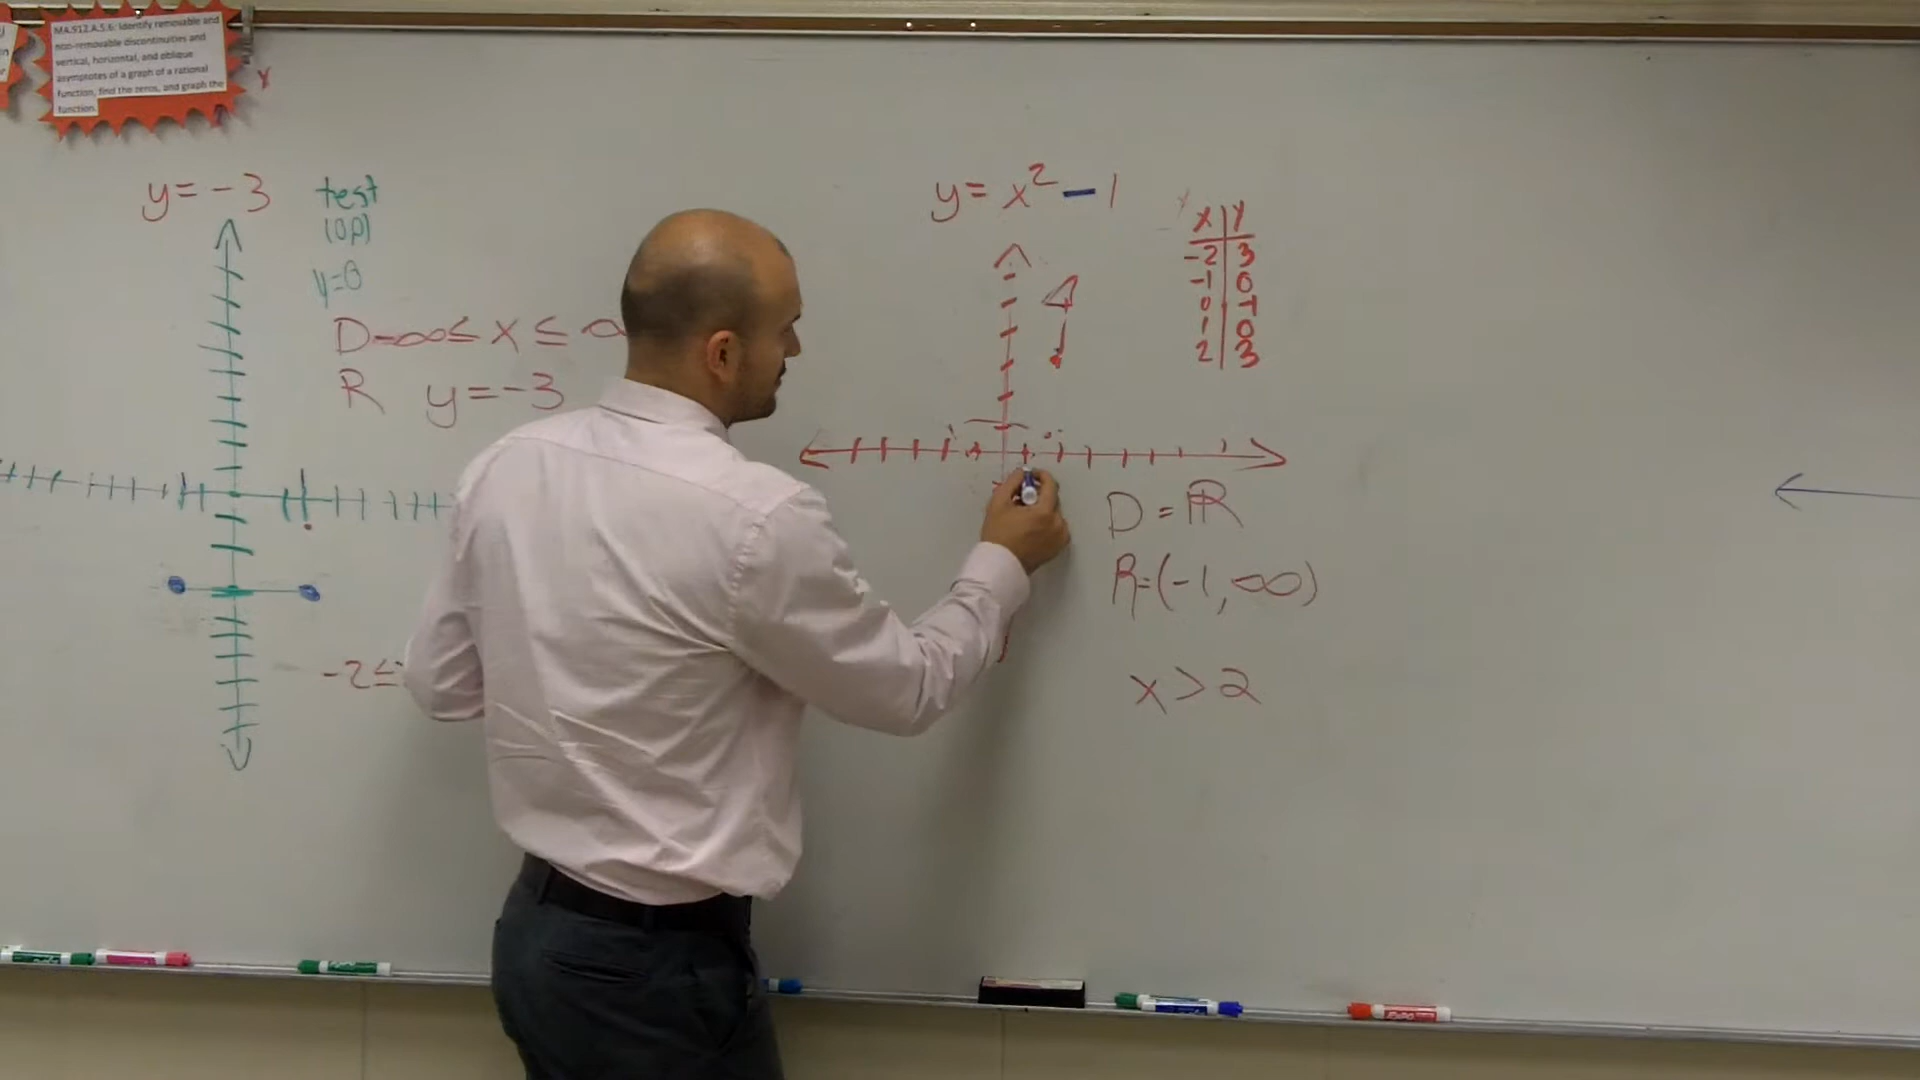 MA.912.A.5.6: Identify removable and
non-removable discontinuities and
vertical, horizontal, and oblique
asymptotes of a graph of a rational
function, find the zeros, and graph the
function.
y = -3
test
(0,0)
y=0
D -∞ ≤ x ≤ ∞
R y = -3
-2 ≤
y = x² - 1
x | y
-2 | 3
-1 | 0
0 | -1
1 | 0
2 | 3
D = ℝ
R = (-1, ∞)
x > 2